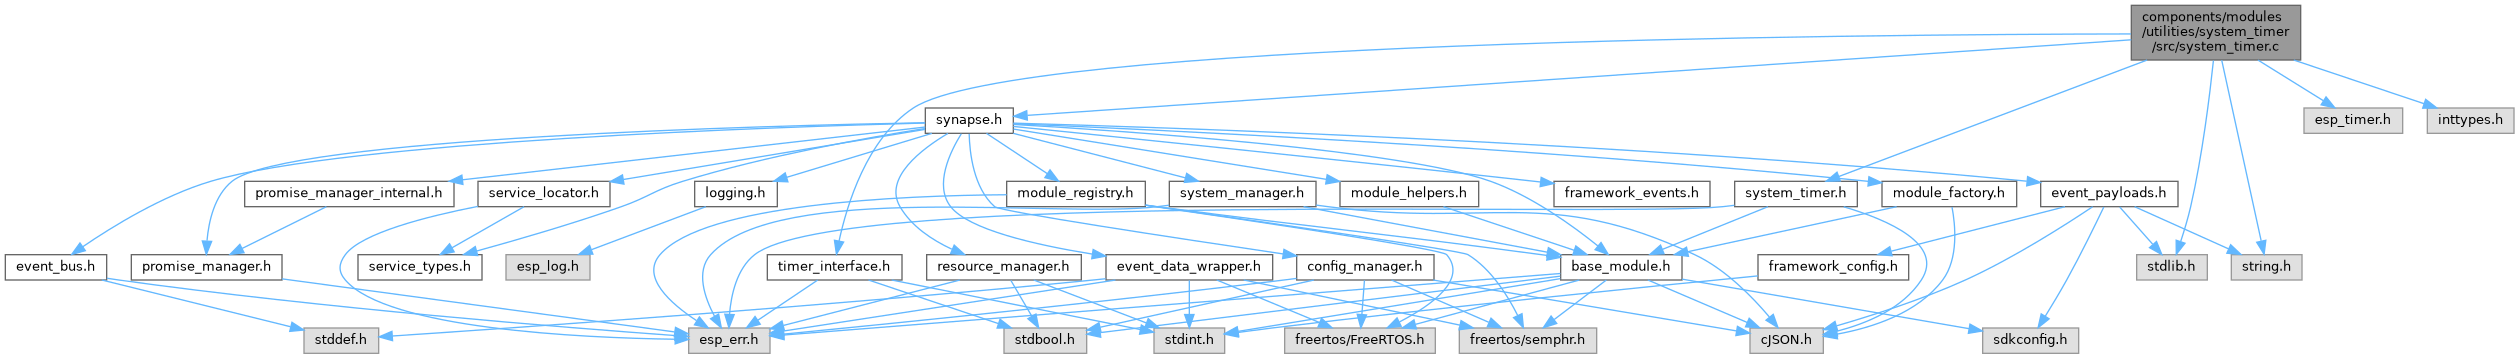 components/modules
/utilities/system_timer
/src/system_timer.c
synapse.h
esp_timer.h
inttypes.h
promise_manager_internal.h
service_locator.h
logging.h
module_registry.h
system_manager.h
module_helpers.h
framework_events.h
system_timer.h
module_factory.h
event_payloads.h
event_bus.h
promise_manager.h
service_types.h
esp_log.h
timer_interface.h
resource_manager.h
event_data_wrapper.h
config_manager.h
base_module.h
framework_config.h
stdlib.h
string.h
stddef.h
esp_err.h
stdbool.h
stdint.h
freertos/FreeRTOS.h
freertos/semphr.h
cJSON.h
sdkconfig.h